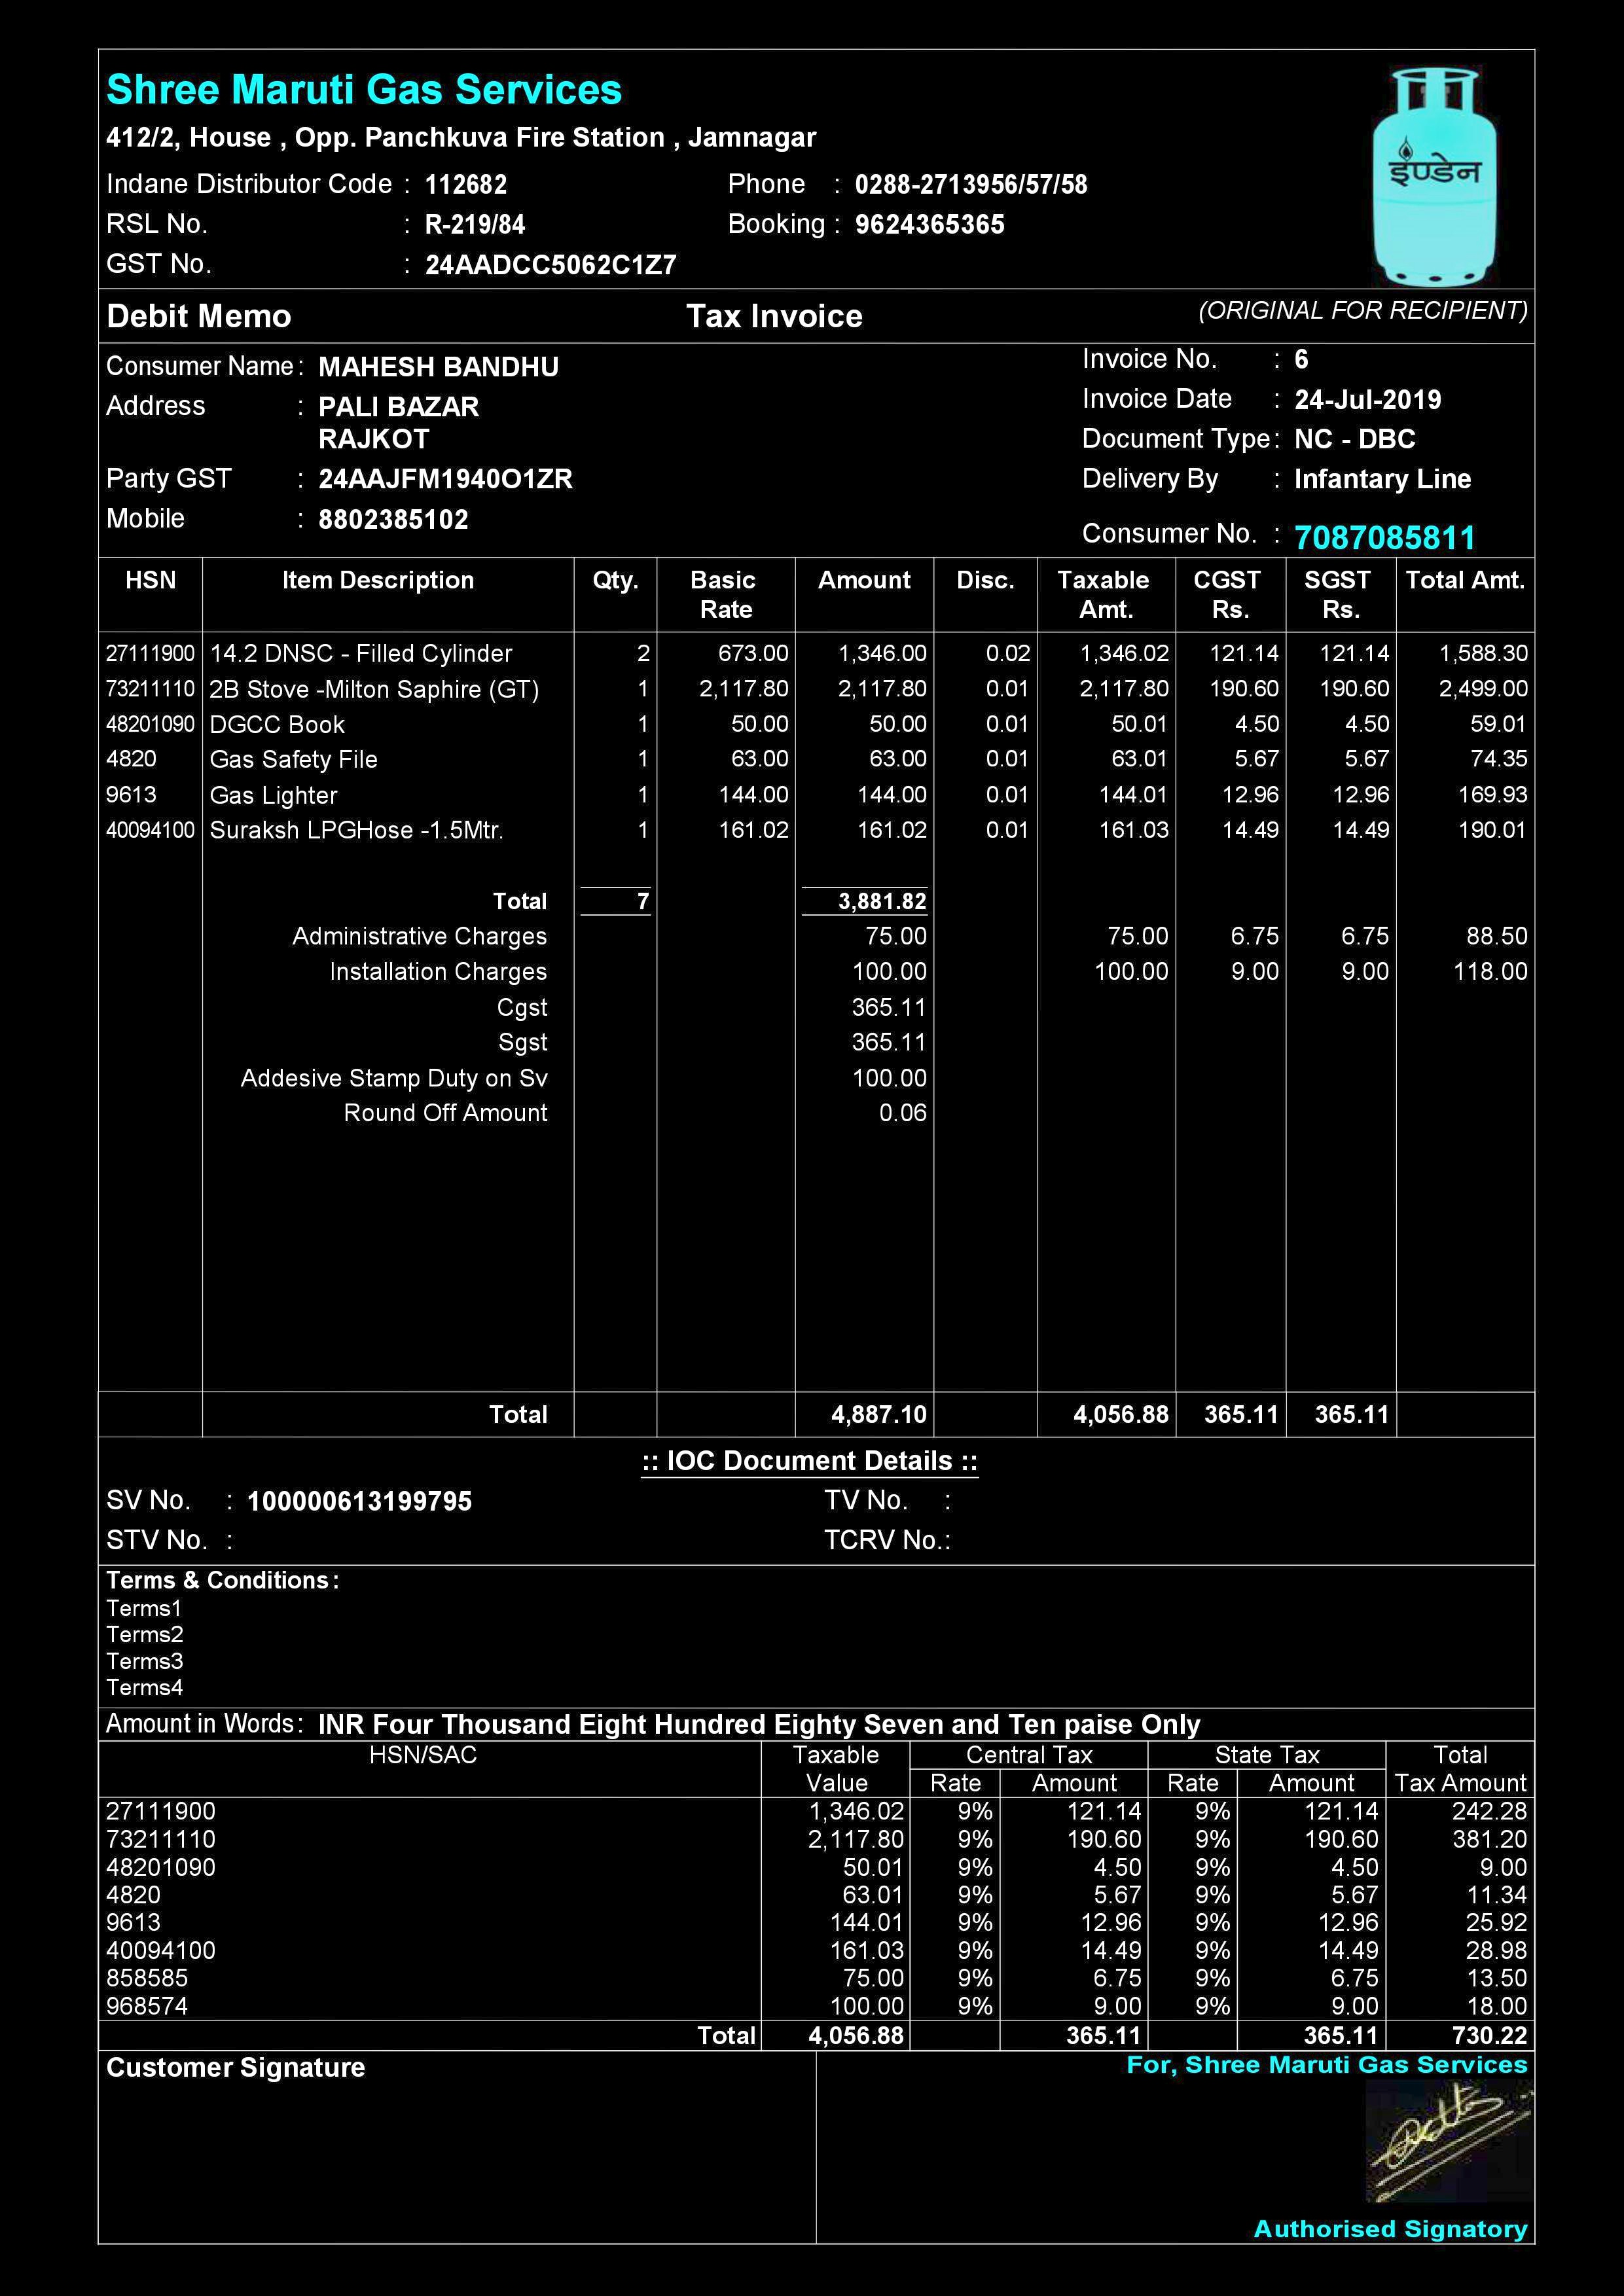 Shree Maruti Gas Services
412/2, House , Opp. Panchkuva Fire Station , Jamnagar
Indane Distributor Code : 112682 Phone : 0288-2713956/57/58
RSL No. : R-219/84 Booking : 9624365365
GST No. : 24AADCC5062C1Z7
इण्डेन
Debit Memo Tax Invoice (ORIGINAL FOR RECIPIENT)
Consumer Name : MAHESH BANDHU Invoice No. : 6
Address : PALI BAZAR Invoice Date : 24-Jul-2019
RAJKOT Document Type : NC - DBC
Party GST : 24AAJFM1940O1ZR Delivery By : Infantary Line
Mobile : 8802385102 Consumer No. : 7087085811
HSN Item Description Qty. Basic Rate Amount Disc. Taxable Amt. CGST Rs. SGST Rs. Total Amt.
27111900 14.2 DNSC - Filled Cylinder 2 673.00 1,346.00 0.02 1,346.02 121.14 121.14 1,588.30
73211110 2B Stove -Milton Saphire (GT) 1 2,117.80 2,117.80 0.01 2,117.80 190.60 190.60 2,499.00
48201090 DGCC Book 1 50.00 50.00 0.01 50.01 4.50 4.50 59.01
4820 Gas Safety File 1 63.00 63.00 0.01 63.01 5.67 5.67 74.35
9613 Gas Lighter 1 144.00 144.00 0.01 144.01 12.96 12.96 169.93
40094100 Suraksh LPGHose -1.5Mtr. 1 161.02 161.02 0.01 161.03 14.49 14.49 190.01
Total 7 3,881.82
Administrative Charges 75.00 75.00 6.75 6.75 88.50
Installation Charges 100.00 100.00 9.00 9.00 118.00
Cgst 365.11
Sgst 365.11
Addesive Stamp Duty on Sv 100.00
Round Off Amount 0.06
Total 4,887.10 4,056.88 365.11 365.11
:: IOC Document Details ::
SV No. : 100000613199795 TV No. :
STV No. : TCRV No.:
Terms & Conditions :
Terms1
Terms2
Terms3
Terms4
Amount in Words : INR Four Thousand Eight Hundred Eighty Seven and Ten paise Only
HSN/SAC Taxable Value Central Tax State Tax Total Tax Amount
Rate Amount Rate Amount
27111900 1,346.02 9% 121.14 9% 121.14 242.28
73211110 2,117.80 9% 190.60 9% 190.60 381.20
48201090 50.01 9% 4.50 9% 4.50 9.00
4820 63.01 9% 5.67 9% 5.67 11.34
9613 144.01 9% 12.96 9% 12.96 25.92
40094100 161.03 9% 14.49 9% 14.49 28.98
858585 75.00 9% 6.75 9% 6.75 13.50
968574 100.00 9% 9.00 9% 9.00 18.00
Total 4,056.88 365.11 365.11 730.22
Customer Signature For, Shree Maruti Gas Services
Authorised Signatory